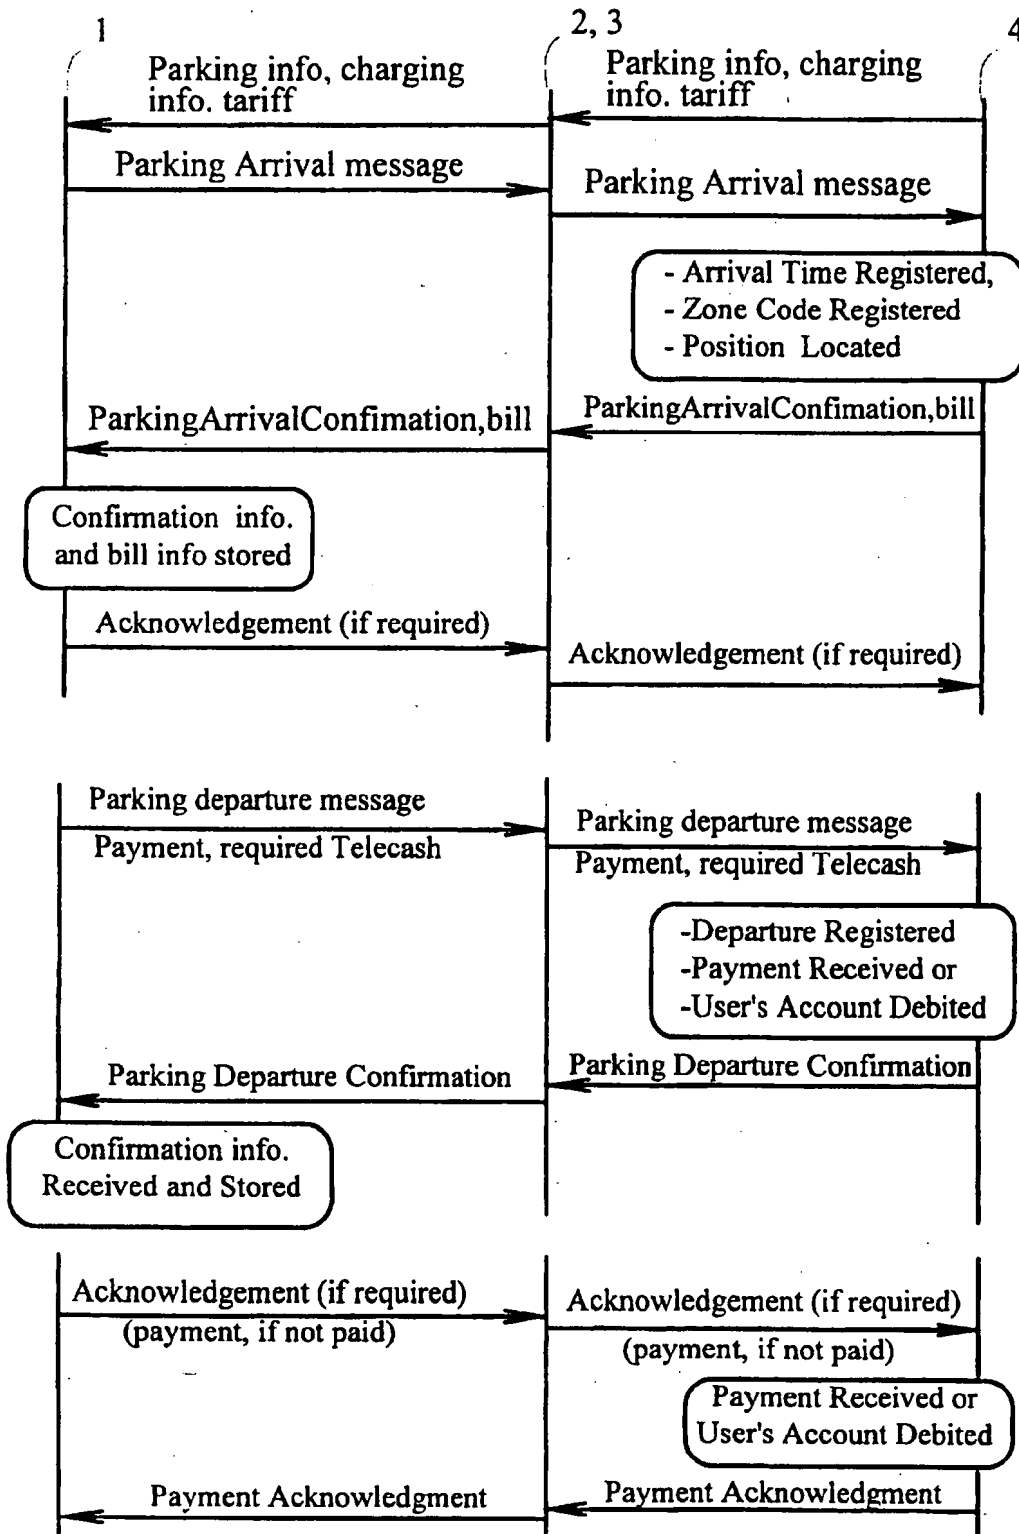 1
2, 3
4
Parking info, charging
info. tariff
Parking info, charging
info. tariff
Parking Arrival message
Parking Arrival message
- Arrival Time Registered,
- Zone Code Registered
- Position Located
ParkingArrivalConfimation,bill
ParkingArrivalConfimation,bill
Confirmation info.
and bill info stored
Acknowledgement (if required)
Acknowledgement (if required)
Parking departure message
Payment, required Telecash
Parking departure message
Payment, required Telecash
-Departure Registered
-Payment Received or
-User's Account Debited
Parking Departure Confirmation
Parking Departure Confirmation
Confirmation info.
Received and Stored
Acknowledgement (if required)
(payment, if not paid)
Acknowledgement (if required)
(payment, if not paid)
Payment Received or
User's Account Debited
Payment Acknowledgment
Payment Acknowledgment